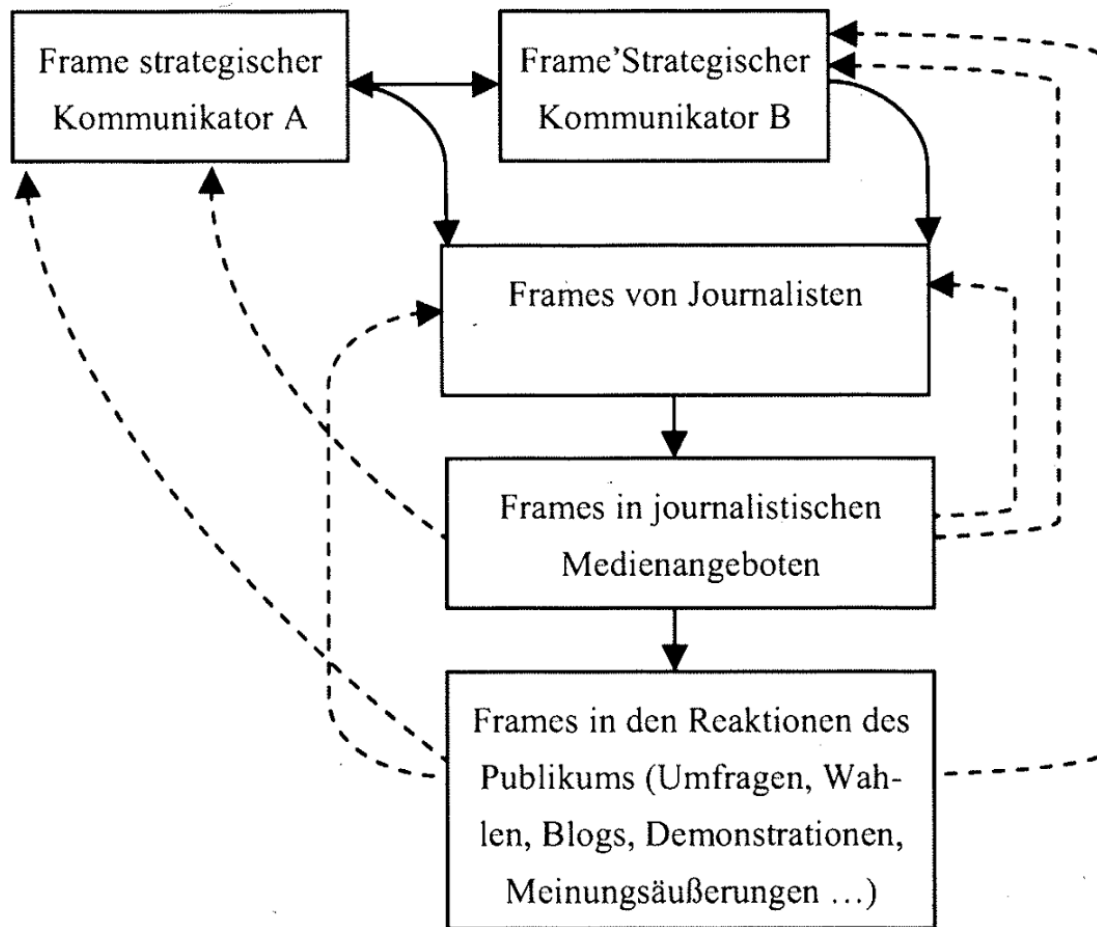 Frame strategischer
Kommunikator A
Frame'Strategischer
Kommunikator B
Frames von Journalisten
Frames in journalistischen
Medienangeboten
Frames in den Reaktionen des
Publikums (Umfragen, Wah-
len, Blogs, Demonstrationen,
Meinungsäußerungen ...)